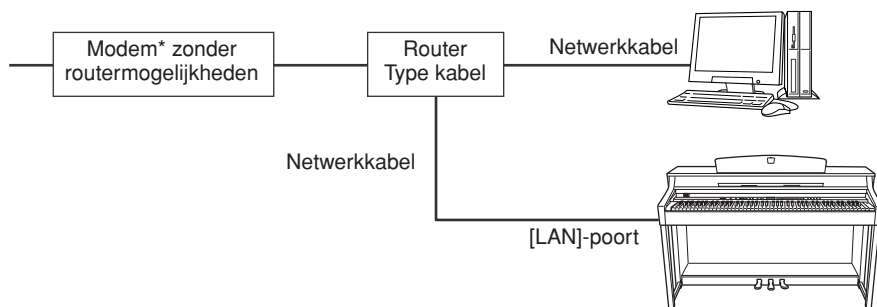 Modem* zonder
routermogelijkheden
Router
Type kabel
Netwerkkabel
Netwerkkabel
[LAN]-poort